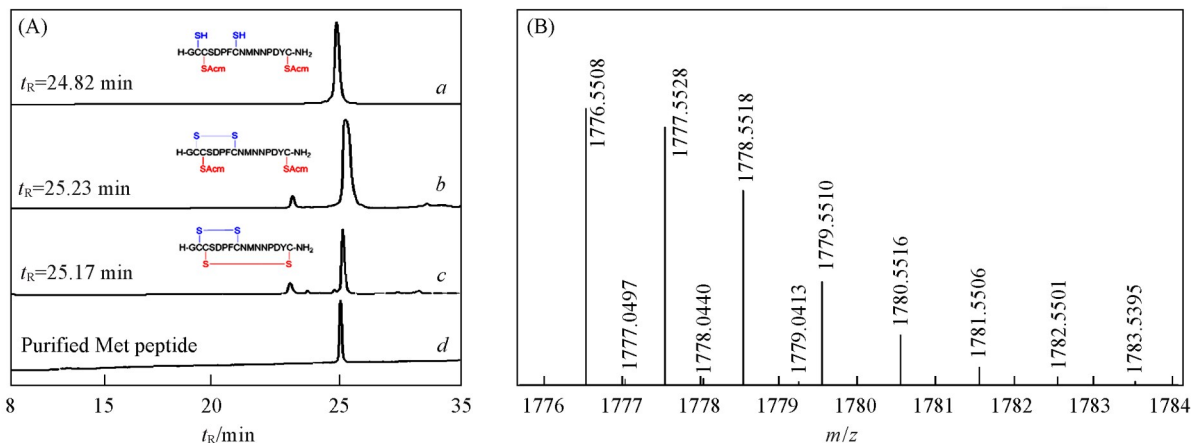 (A)
SH SH
H-GCCSDPFCNMNNPDYC-NH2
SAcm SAcm
tR=24.82 min
a
S S
H-GCCSDPFCNMNNPDYC-NH2
SAcm SAcm
tR=25.23 min
b
S S
H-GCCSDPFCNMNNPDYC-NH2
S S
tR=25.17 min
c
Purified Met peptide
d
8 15 20 25 35
tR/min
(B)
1776.5508
1777.0497
1777.5528
1778.0440
1778.5518
1779.0413
1779.5510
1780.5516
1781.5506
1782.5501
1783.5395
1776 1777 1778 1779 1780 1781 1782 1783 1784
m/z